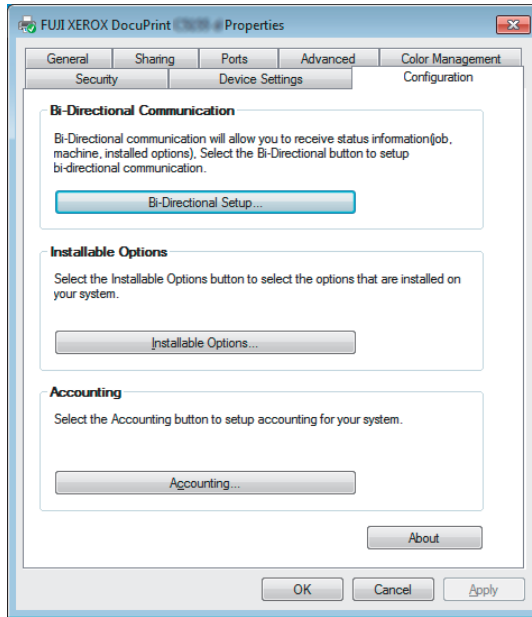 FUJI XEROX DocuPrint Properties
General Sharing Ports Advanced Color Management
Security Device Settings Configuration
Bi-Directional Communication
Bi-Directional communication will allow you to receive status information(job,
machine, installed options), Select the Bi-Directional button to setup
bi-directional communication.
Bi-Directional Setup...
Installable Options
Select the Installable Options button to select the options that are installed on
your system.
Installable Options...
Accounting
Select the Accounting button to setup accounting for your system.
Accounting...
About
OK Cancel Apply